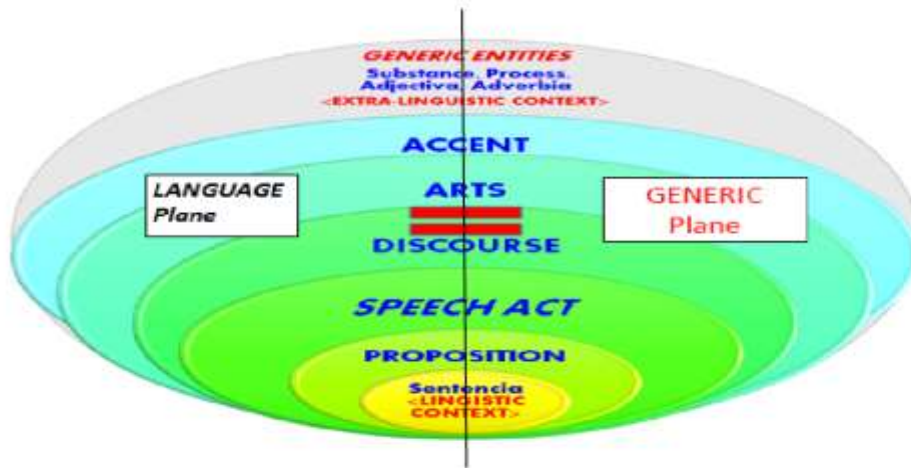 GENERIC ENTITIES
Substance, Process,
Adjectiva, Adverbia
<EXTRA-LINGUISTIC CONTEXT>
ACCENT
LANGUAGE
Plane
ARTS
GENERIC
Plane
DISCOURSE
SPEECH ACT
PROPOSITION
Sentencia
<LINGISTIC
CONTEXT>